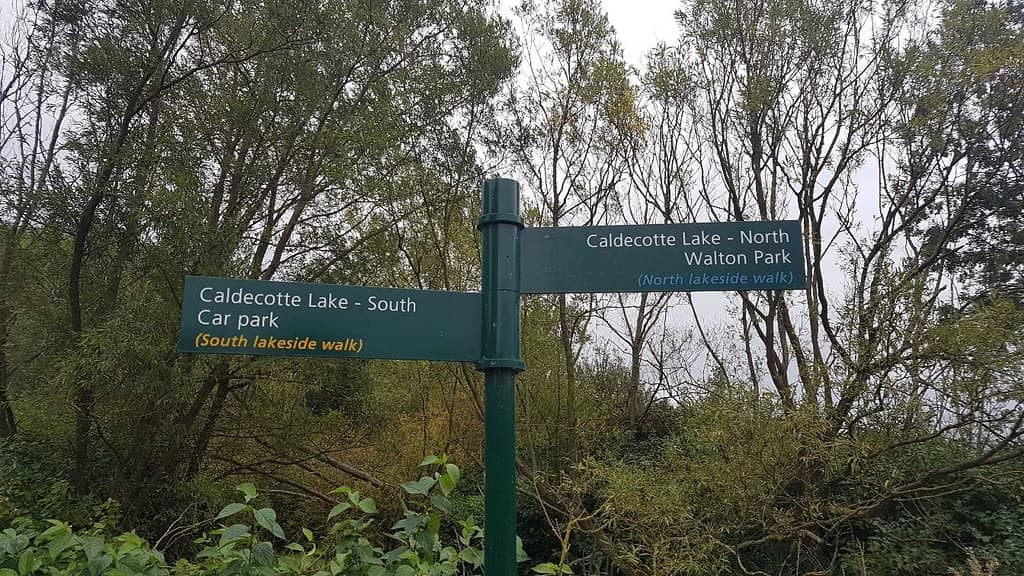 Caldecotte Lake - South
Car park
(South lakeside walk)
Caldecotte Lake - North
Walton Park
(North lakeside walk)